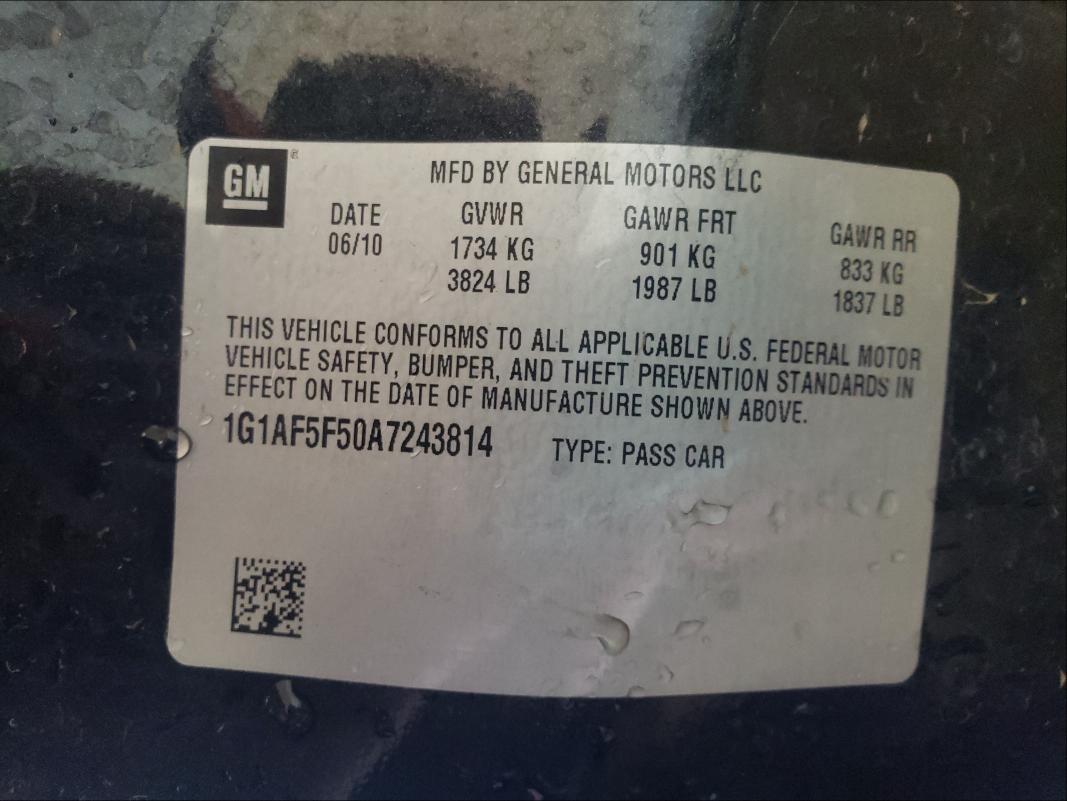 GM
MFD BY GENERAL MOTORS LLC
DATE GVWR GAWR FRT GAWR RR
06/10 1734 KG 901 KG 833 KG
3824 LB 1987 LB 1837 LB
THIS VEHICLE CONFORMS TO ALL APPLICABLE U.S. FEDERAL MOTOR
VEHICLE SAFETY, BUMPER, AND THEFT PREVENTION STANDARDS IN
EFFECT ON THE DATE OF MANUFACTURE SHOWN ABOVE.
1G1AF5F50A7243814 TYPE: PASS CAR